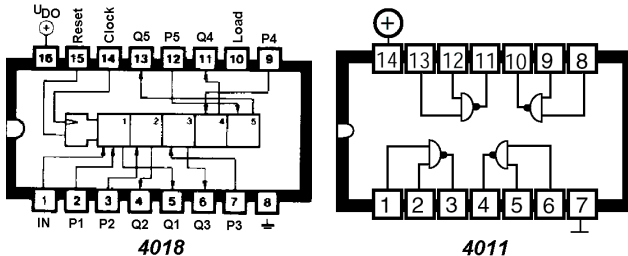 UDO Reset Clock Q5 P5 Q4 Load P4
16 15 14 13 12 11 10 9
1 2 3 4 5
1 2 3 4 5 6 7 8
IN P1 P2 Q2 Q1 Q3 P3
4018
14 13 12 11 10 9 8
1 2 3 4 5 6 7
4011